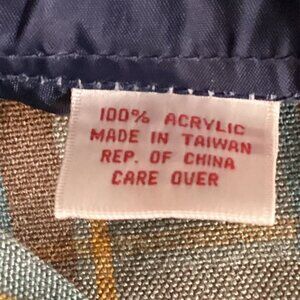 100% ACRYLIC
MADE IN TAIWAN
REP. OF CHINA
CARE OVER